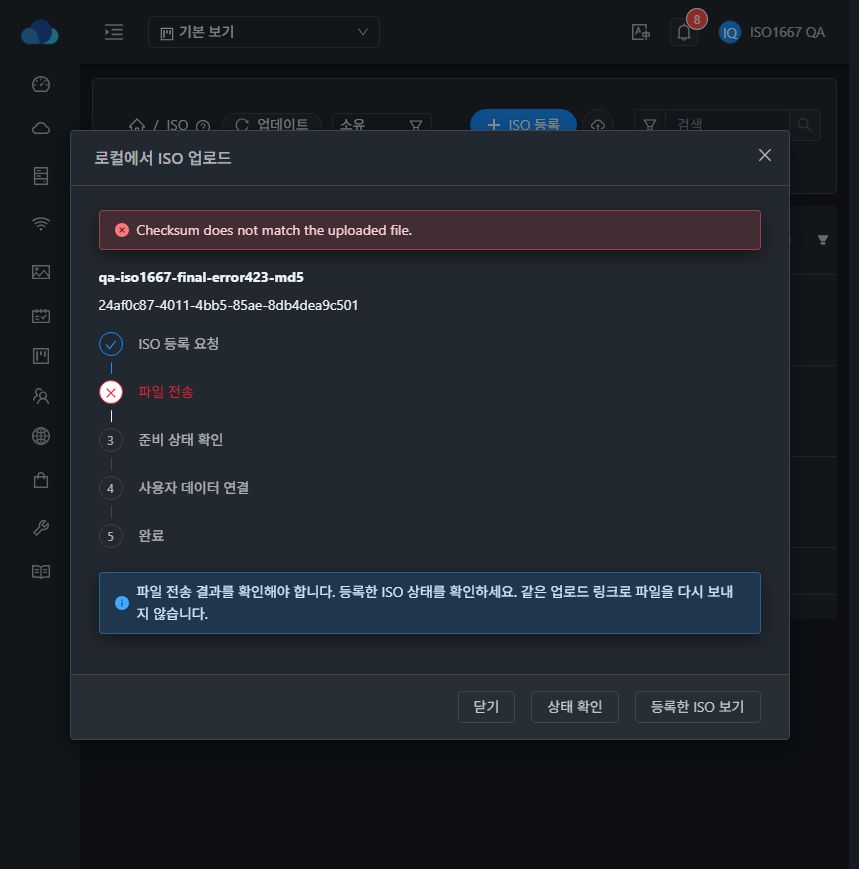 기본 보기
8
IQ
ISO1667 QA
/ ISO
업데이트
소유
ISO 등록
검색
로컬에서 ISO 업로드
Checksum does not match the uploaded file.
qa-iso1667-final-error423-md5
24af0c87-4011-4bb5-85ae-8db4dea9c501
ISO 등록 요청
파일 전송
3 준비 상태 확인
4 사용자 데이터 연결
5 완료
파일 전송 결과를 확인해야 합니다. 등록한 ISO 상태를 확인하세요. 같은 업로드 링크로 파일을 다시 보내
지 않습니다.
닫기
상태 확인
등록한 ISO 보기